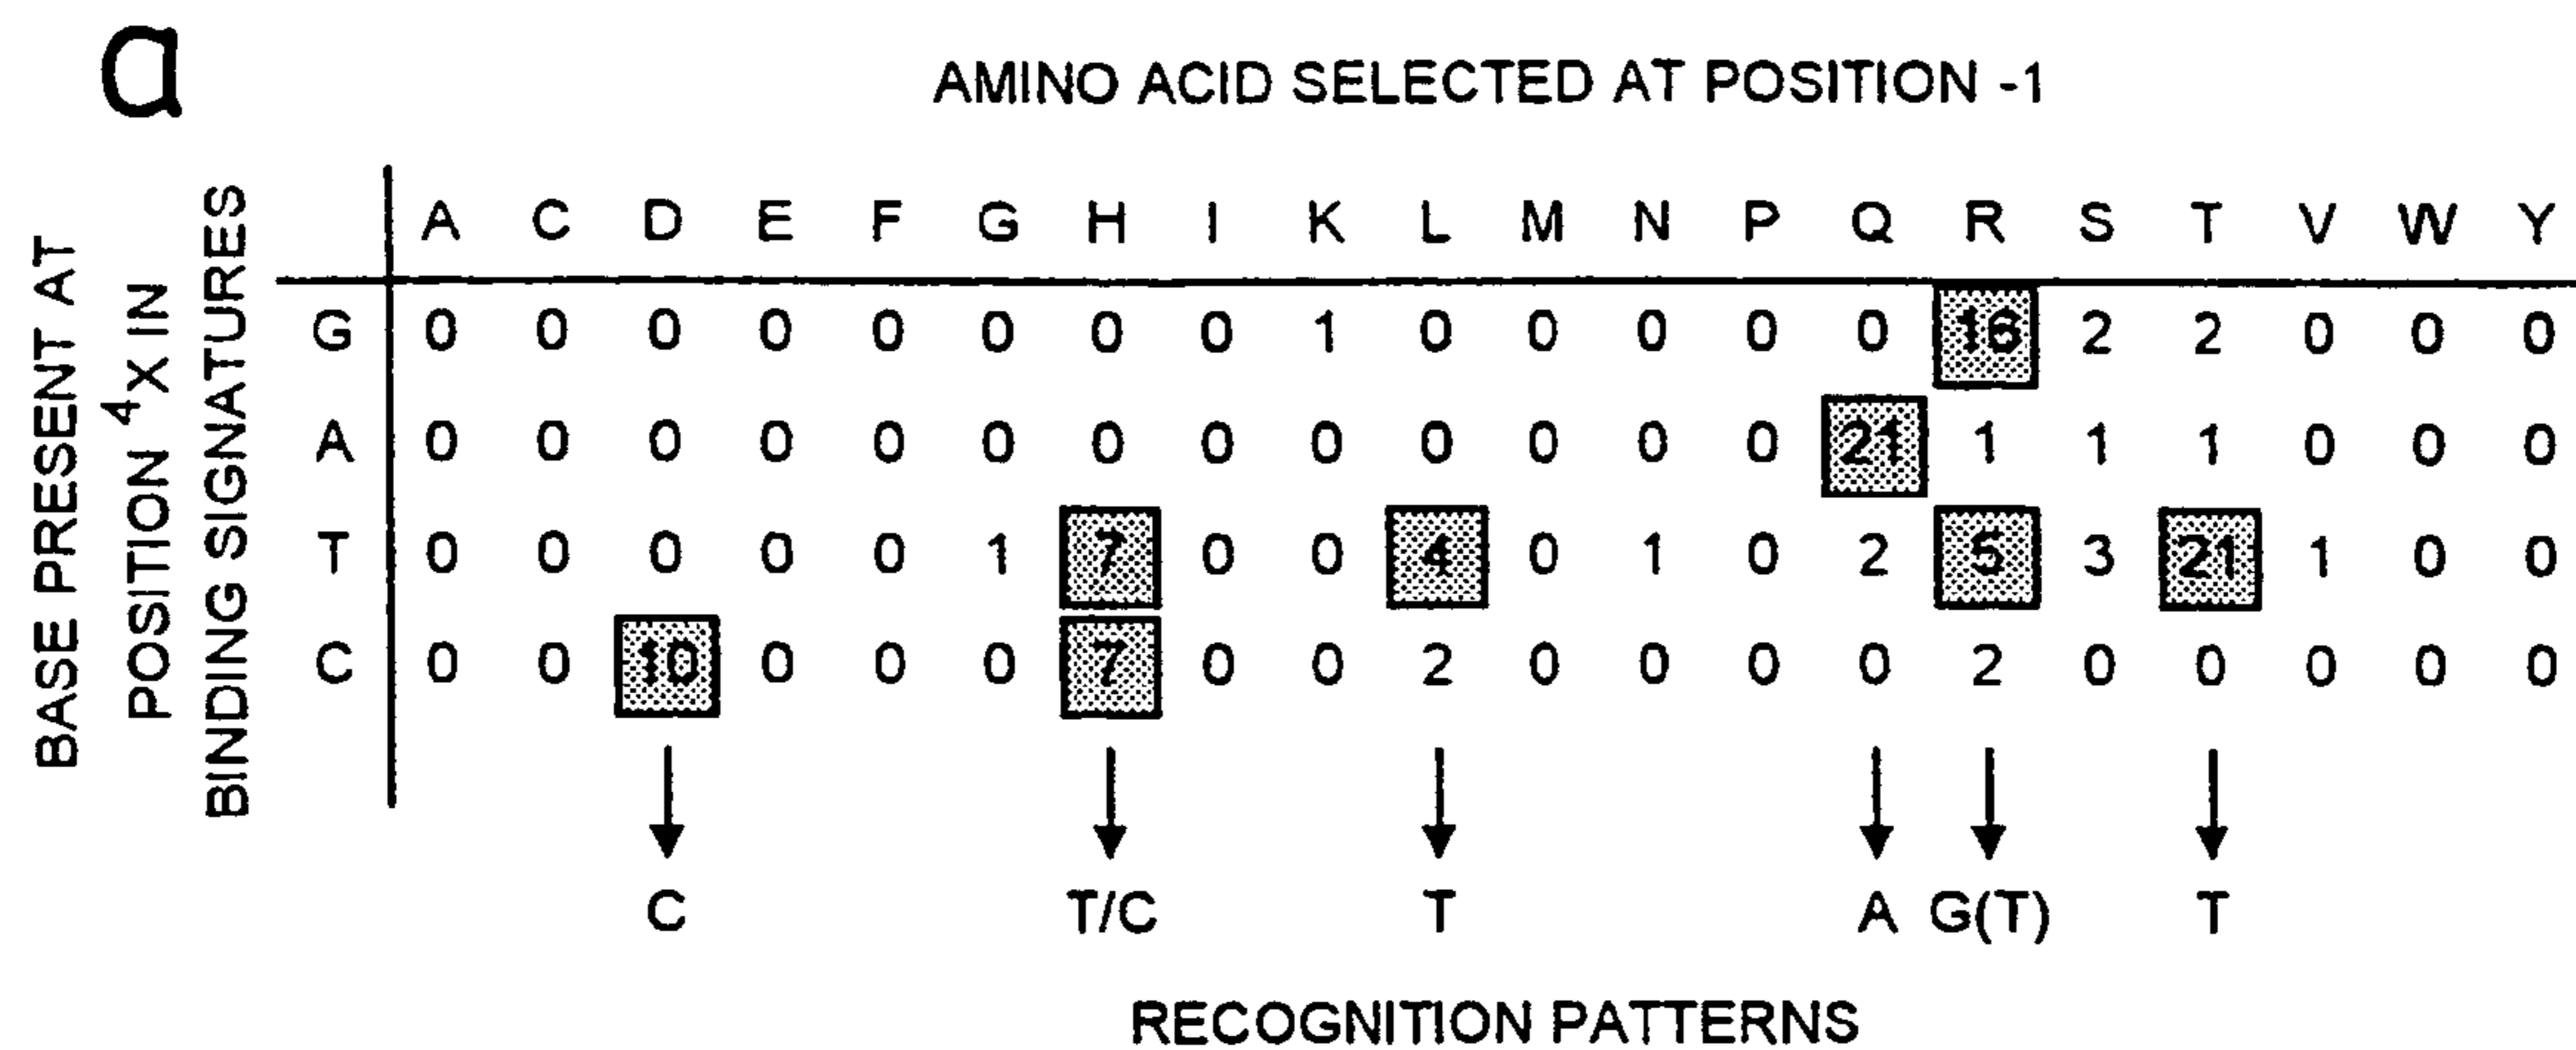 a
AMINO ACID SELECTED AT POSITION -1
BASE PRESENT AT
POSITION ⁴X IN
BINDING SIGNATURES
A C D E F G H I K L M N P Q R S T V W Y
G 0 0 0 0 0 0 0 0 1 0 0 0 0 0 16 2 2 0 0 0
A 0 0 0 0 0 0 0 0 0 0 0 0 0 21 1 1 1 0 0 0
T 0 0 0 0 0 1 7 0 0 4 0 1 0 2 5 3 21 1 0 0
C 0 0 10 0 0 0 7 0 0 2 0 0 0 0 2 0 0 0 0 0
C T/C T A G(T) T
RECOGNITION PATTERNS